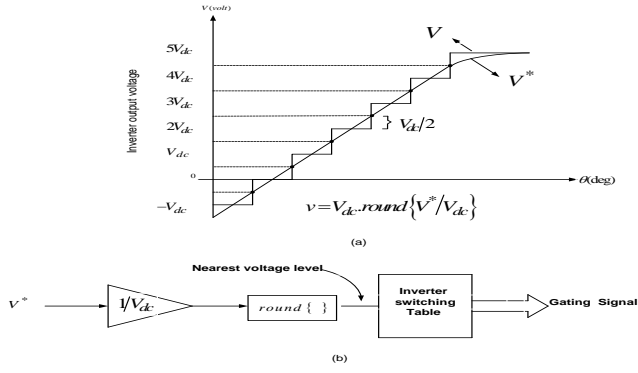 V(volt)
5Vdc
4Vdc
3Vdc
2Vdc
Vdc
0
−Vdc
Inverter output voltage
V
V*
} Vdc/2
θ(deg)
v=Vdc.round{V*/Vdc}
(a)
Nearest voltage level
V*
1/Vdc
round{ }
Inverter
switching
Table
Gating Signal
(b)